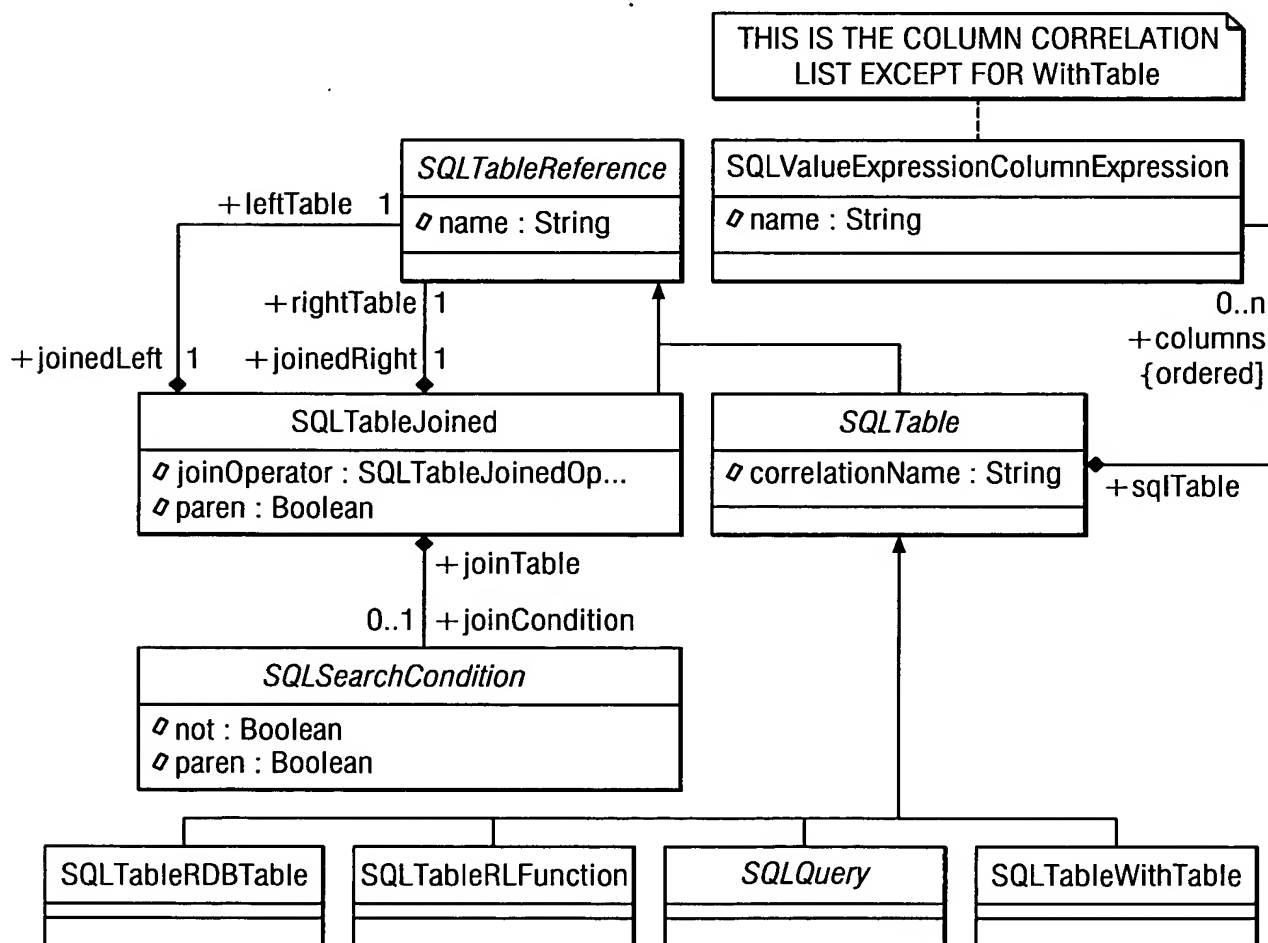 THIS IS THE COLUMN CORRELATION
LIST EXCEPT FOR WithTable
SQLTableReference
name : String
SQLValueExpressionColumnExpression
name : String
+leftTable 1
+rightTable 1
0..n
+columns
{ordered]
+joinedLeft 1
+joinedRight 1
SQLTableJoined
joinOperator : SQLTableJoinedOp...
paren : Boolean
SQLTable
correlationName : String
+sqlTable
+joinTable
0..1 +joinCondition
SQLSearchCondition
not : Boolean
paren : Boolean
SQLTableRDBTable
SQLTableRLFunction
SQLQuery
SQLTableWithTable